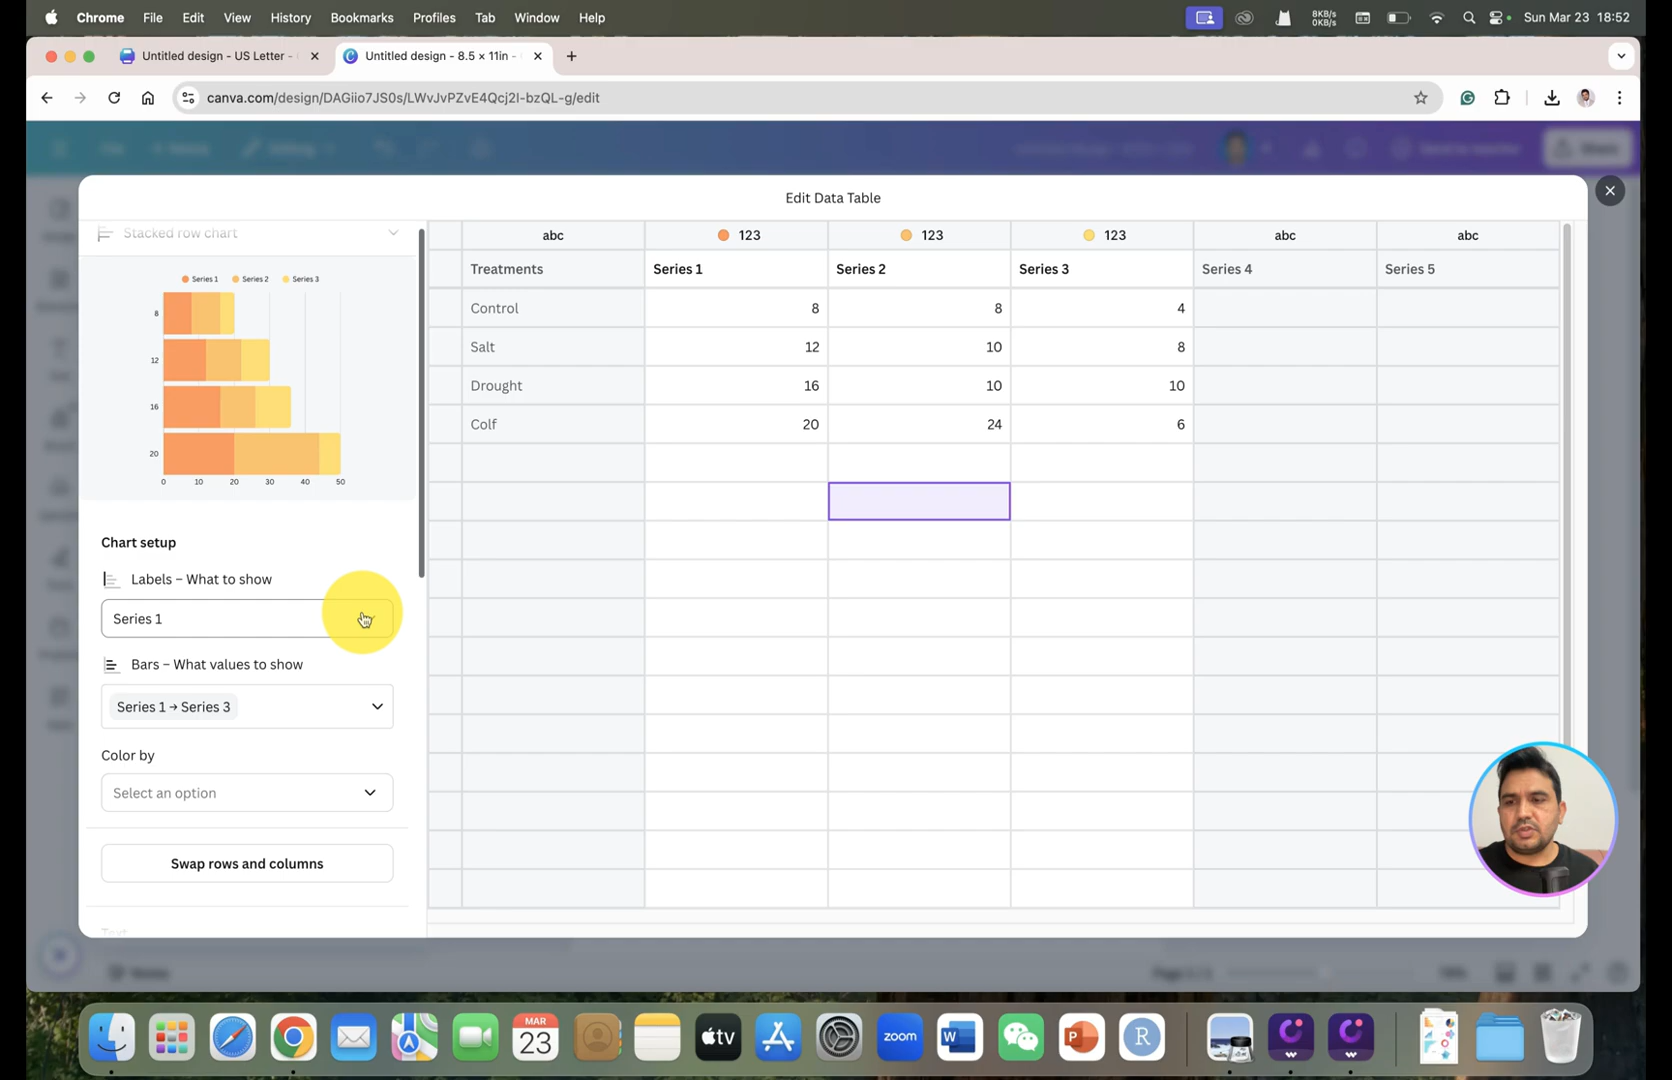 Chrome File Edit View History Bookmarks Profiles Tab Window Help 8KB/s 0KB/s Sun Mar 23 18:52
Untitled design - US Letter - Untitled design - 8.5 × 11in -
canva.com/design/DAGiio7JS0s/LWvJvPZvE4Qcj2I-bzQL-g/edit
Share
Edit Data Table
Stacked row chart
Series 1 Series 2 Series 3
8
12
16
20
0 10 20 30 40 50
Chart setup
Labels – What to show
Series 1
Bars – What values to show
Series 1 → Series 3
Color by
Select an option
Swap rows and columns
Text
abc 123 123 123 abc abc
Treatments Series 1 Series 2 Series 3 Series 4 Series 5
Control 8 8 4
Salt 12 10 8
Drought 16 10 10
Colf 20 24 6
MAR
23
tv
zoom
W
P
R